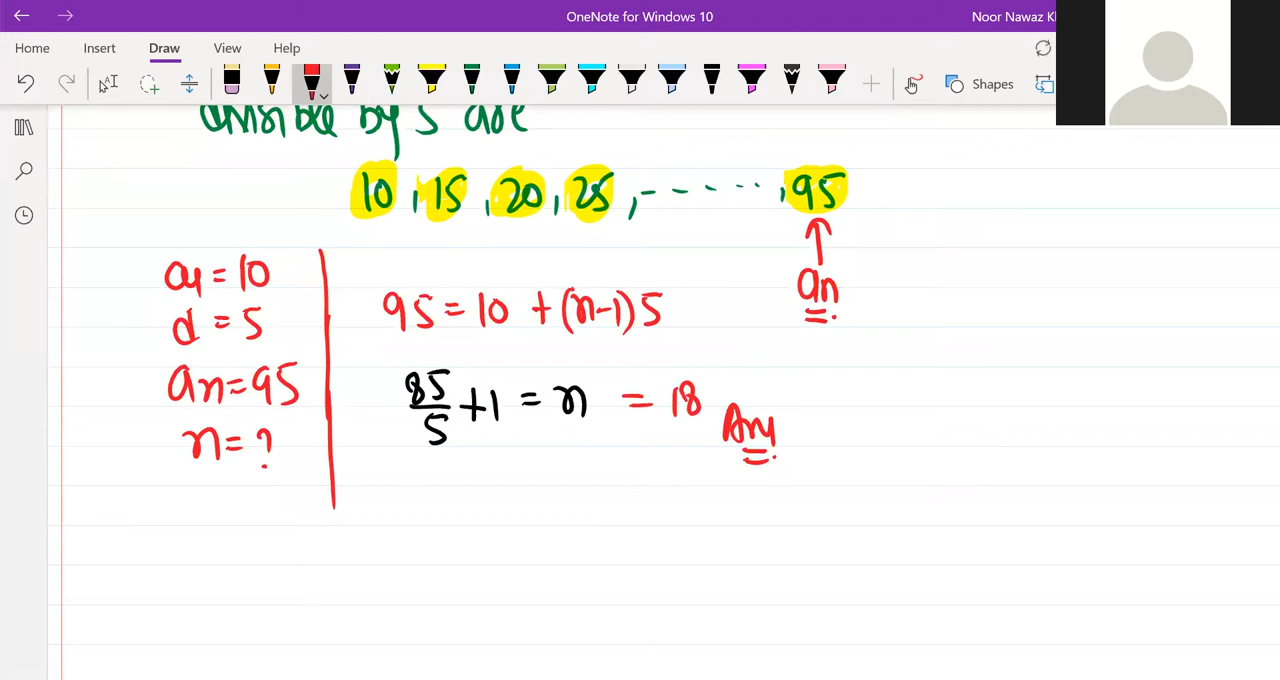 OneNote for Windows 10
Noor Nawaz Kh
Home Insert Draw View Help
Shapes
divisible by 5 are
10, 15, 20, 25, ------, 95
an
a1 = 10
d = 5
an = 95
n = ?
95 = 10 + (n-1) 5
85/5 + 1 = n = 18
Ans